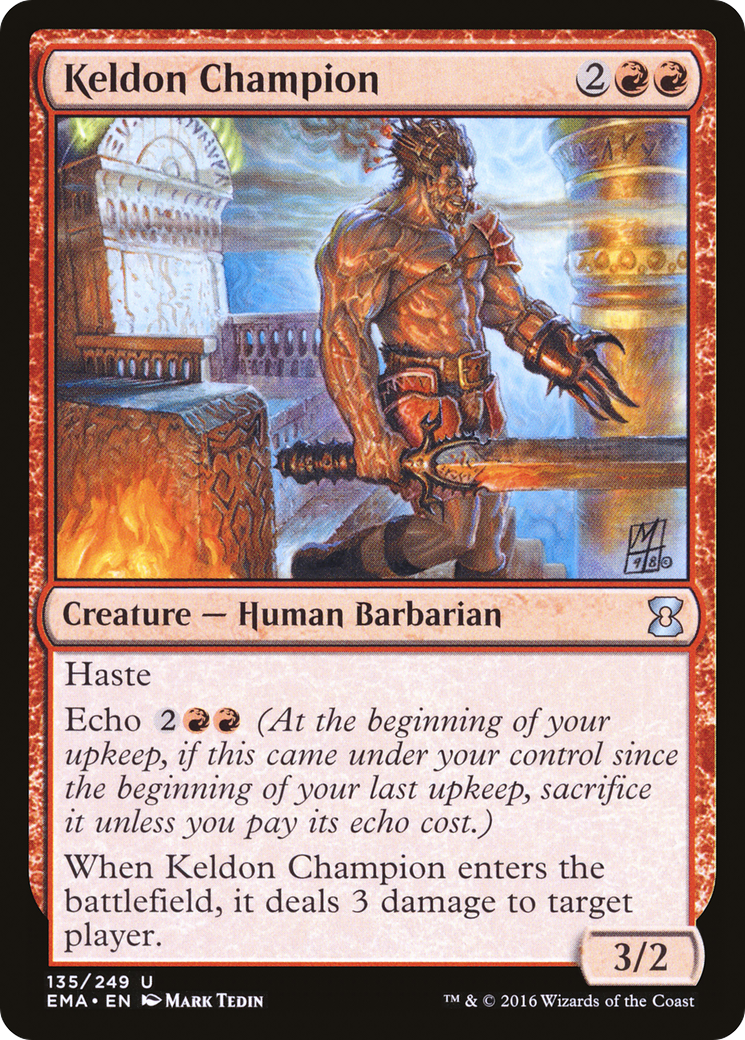 Keldon Champion 2
Creature — Human Barbarian
Haste
Echo 2 (At the beginning of your
upkeep, if this came under your control since
the beginning of your last upkeep, sacrifice
it unless you pay its echo cost.)
When Keldon Champion enters the
battlefield, it deals 3 damage to target
player.
3/2
135/249 U
EMA • EN Mark Tedin ™ & © 2016 Wizards of the Coast